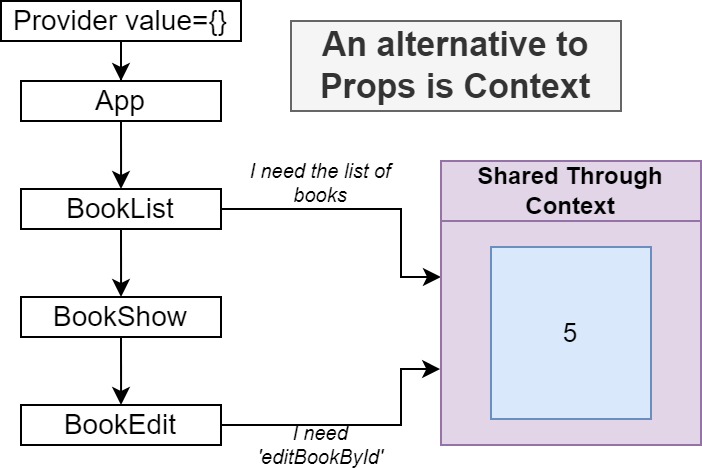 Provider value={}
An alternative to
Props is Context
App
I need the list of
books
BookList
Shared Through
Context
5
BookShow
BookEdit
I need
'editBookById'